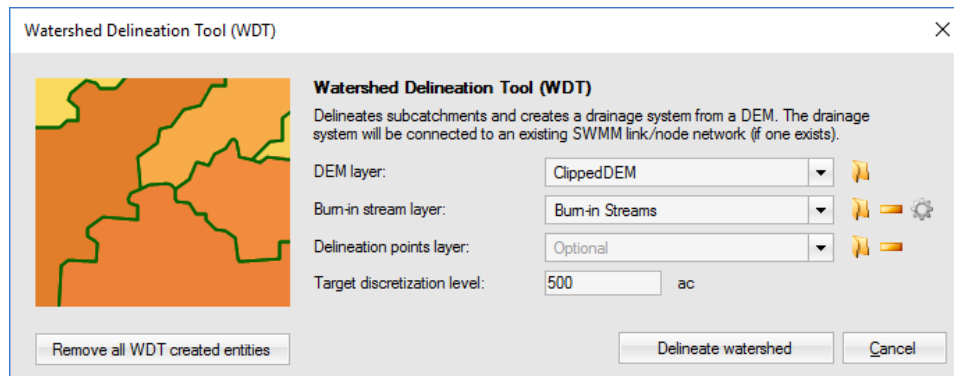 Watershed Delineation Tool (WDT)
Watershed Delineation Tool (WDT)
Delineates subcatchments and creates a drainage system from a DEM. The drainage
system will be connected to an existing SWMM link/node network (if one exists).
DEM layer: ClippedDEM
Burn-in stream layer: Burn-in Streams
Delineation points layer: Optional
Target discretization level: 500 ac
Remove all WDT created entities Delineate watershed Cancel